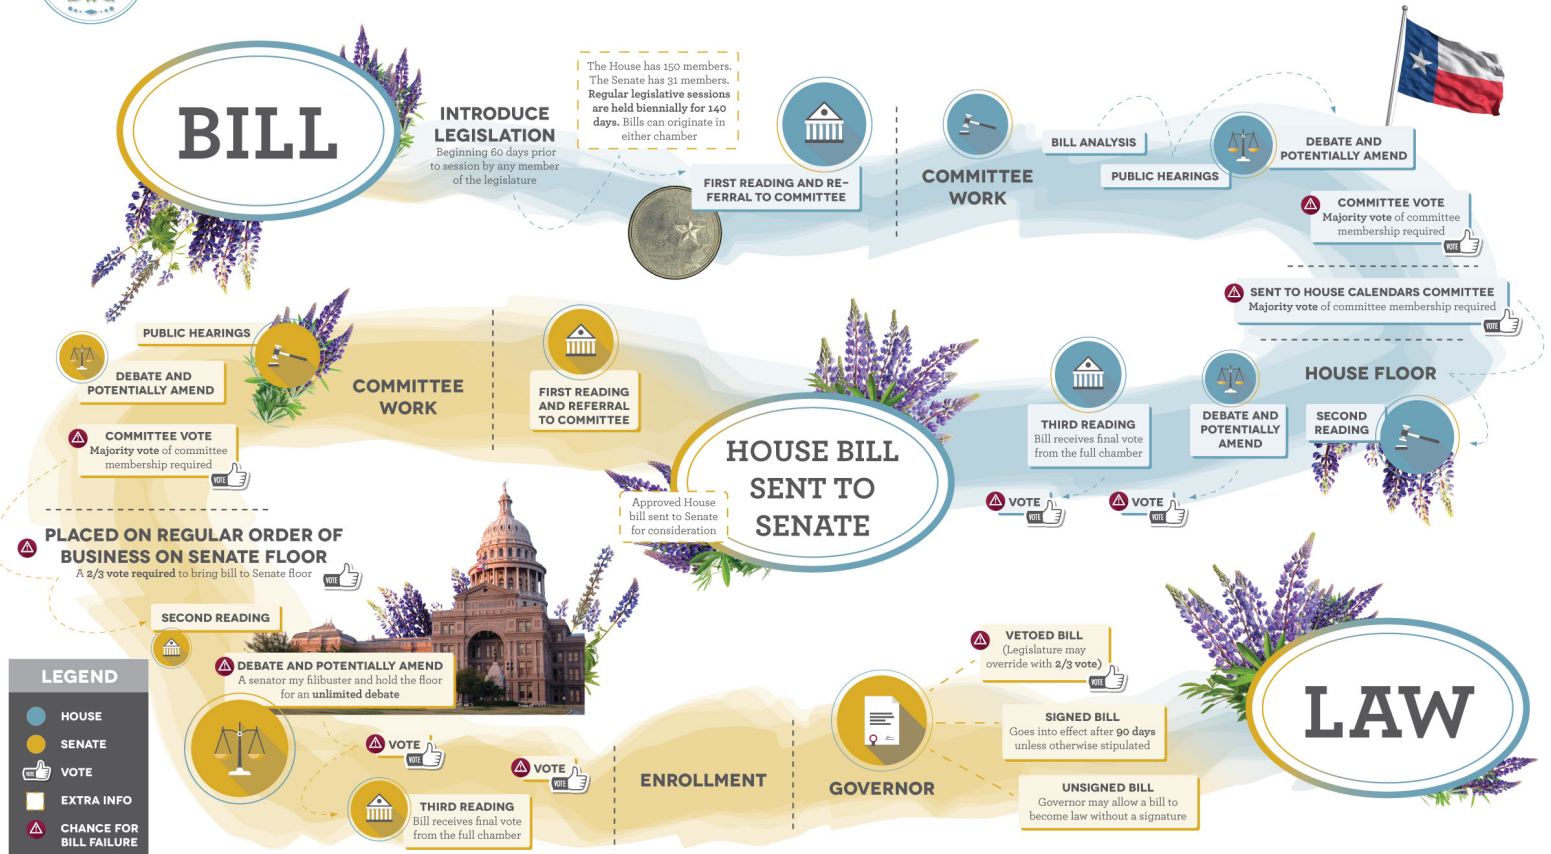 BILL
INTRODUCE
LEGISLATION
Beginning 60 days prior
to session by any member
of the legislature
The House has 150 members.
The Senate has 31 members.
Regular legislative sessions
are held biennially for 140
days. Bills can originate in
either chamber
FIRST READING AND RE-
FERRAL TO COMMITTEE
COMMITTEE
WORK
BILL ANALYSIS
PUBLIC HEARINGS
DEBATE AND
POTENTIALLY AMEND
COMMITTEE VOTE
Majority vote of committee
membership required
VOTE
SENT TO HOUSE CALENDARS COMMITTEE
Majority vote of committee membership required
VOTE
HOUSE FLOOR
SECOND
READING
DEBATE AND
POTENTIALLY
AMEND
VOTE
VOTE
THIRD READING
Bill receives final vote
from the full chamber
VOTE
VOTE
HOUSE BILL
SENT TO
SENATE
Approved House
bill sent to Senate
for consideration
FIRST READING
AND REFERRAL
TO COMMITTEE
COMMITTEE
WORK
PUBLIC HEARINGS
DEBATE AND
POTENTIALLY AMEND
COMMITTEE VOTE
Majority vote of committee
membership required
VOTE
PLACED ON REGULAR ORDER OF
BUSINESS ON SENATE FLOOR
A 2/3 vote required to bring bill to Senate floor
VOTE
SECOND READING
DEBATE AND POTENTIALLY AMEND
A senator my filibuster and hold the floor
for an unlimited debate
VOTE
VOTE
THIRD READING
Bill receives final vote
from the full chamber
VOTE
VOTE
ENROLLMENT
GOVERNOR
VETOED BILL
(Legislature may
override with 2/3 vote)
VOTE
SIGNED BILL
Goes into effect after 90 days
unless otherwise stipulated
UNSIGNED BILL
Governor may allow a bill to
become law without a signature
LAW
LEGEND
HOUSE
SENATE
VOTE
VOTE
EXTRA INFO
CHANCE FOR
BILL FAILURE